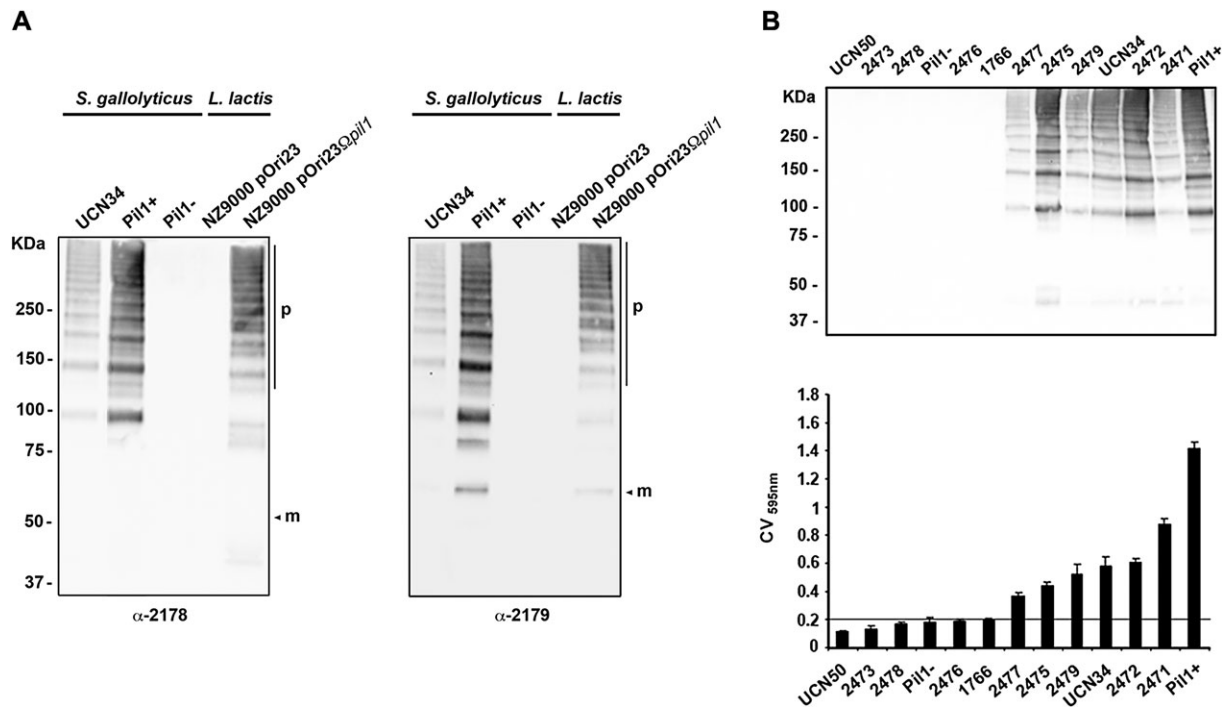 A
S. gallolyticus L. lactis
UCN34 Pil1+ Pil1- NZ9000 pOri23 NZ9000 pOri23Ωpil1
KDa
250 -
150 -
100 -
75 -
50 -
37 -
p
m
α-2178
S. gallolyticus L. lactis
UCN34 Pil1+ Pil1- NZ9000 pOri23 NZ9000 pOri23Ωpil1
p
m
α-2179
B
UCN50 2473 2478 Pil1- 2476 1766 2477 2475 2479 UCN34 2472 2471 Pil1+
KDa
250 -
150 -
100 -
75 -
50 -
37 -
CV 595nm
1.8
1.6
1.4
1.2
1
0.8
0.6
0.4
0.2
0
UCN50 2473 2478 Pil1- 2476 1766 2477 2475 2479 UCN34 2472 2471 Pil1+